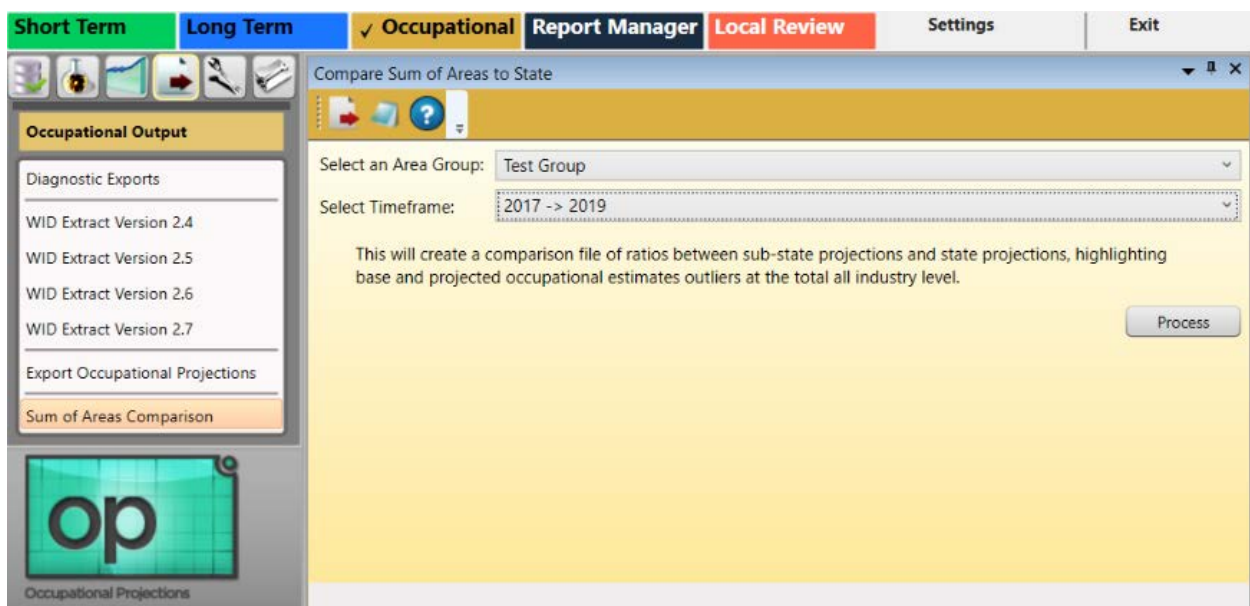 Short Term
Long Term
✓ Occupational
Report Manager
Local Review
Settings
Exit
Compare Sum of Areas to State
Occupational Output
Diagnostic Exports
WID Extract Version 2.4
WID Extract Version 2.5
WID Extract Version 2.6
WID Extract Version 2.7
Export Occupational Projections
Sum of Areas Comparison
op
Occupational Projections
Select an Area Group: Test Group
Select Timeframe: 2017 -> 2019
This will create a comparison file of ratios between sub-state projections and state projections, highlighting
base and projected occupational estimates outliers at the total all industry level.
Process